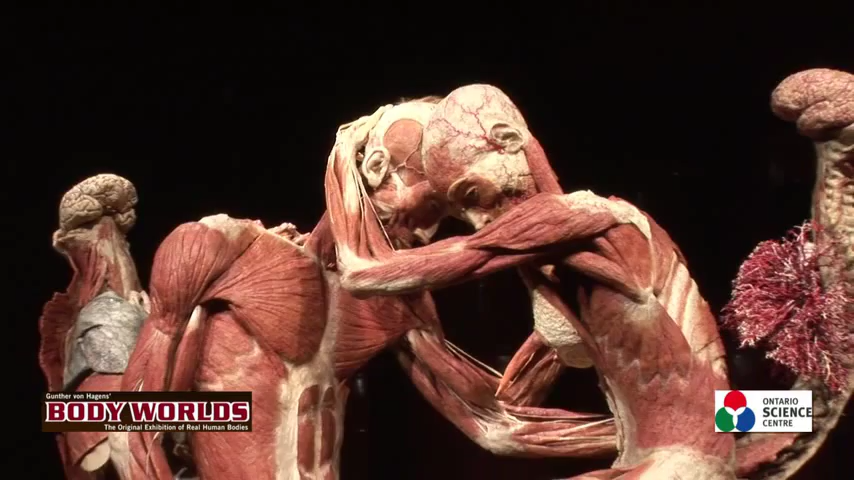 Gunther von Hagens'
BODY WORLDS
The Original Exhibition of Real Human Bodies
ONTARIO
SCIENCE
CENTRE